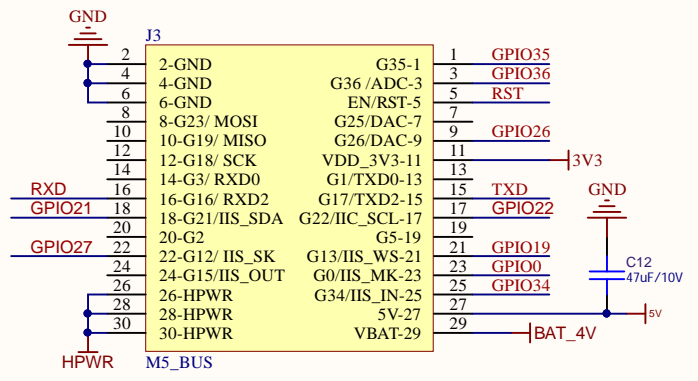 GND
J3
2 2-GND G35-1 1 GPIO35
4 4-GND G36 /ADC-3 3 GPIO36
6 6-GND EN/RST-5 5 RST
8 8-G23/ MOSI G25/DAC-7 7
10 10-G19/ MISO G26/DAC-9 9 GPIO26
12 12-G18/ SCK VDD_3V3-11 11 3V3
14 14-G3/ RXD0 G1/TXD0-13 13
RXD 16 16-G16/ RXD2 G17/TXD2-15 15 TXD GND
GPIO21 18 18-G21/IIS_SDA G22/IIC_SCL-17 17 GPIO22
20 20-G2 G5-19 19
GPIO27 22 22-G12/ IIS_SK G13/IIS_WS-21 21 GPIO19
24 24-G15/IIS_OUT G0/IIS_MK-23 23 GPIO0
C12
47uF/10V
26 26-HPWR G34/IIS_IN-25 25 GPIO34
28 28-HPWR 5V-27 27 5V
30 30-HPWR VBAT-29 29 BAT_4V
HPWR
M5_BUS